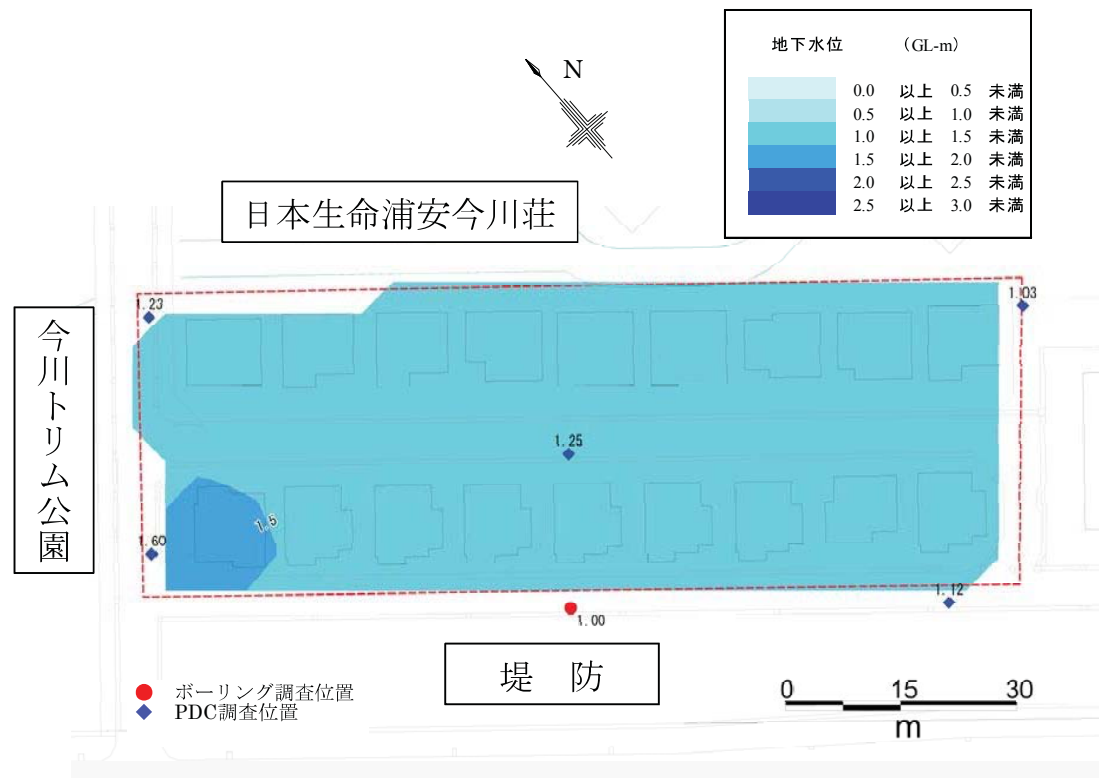 地下水位 (GL-m)
0.0 以上 0.5 未満
0.5 以上 1.0 未満
1.0 以上 1.5 未満
1.5 以上 2.0 未満
2.0 以上 2.5 未満
2.5 以上 3.0 未満
N
日本生命浦安今川荘
今川トリム公園
1.23
1.03
1.25
1.5
1.60
1.12
1.00
堤 防
ボーリング調査位置
PDC調査位置
0 15 30
m